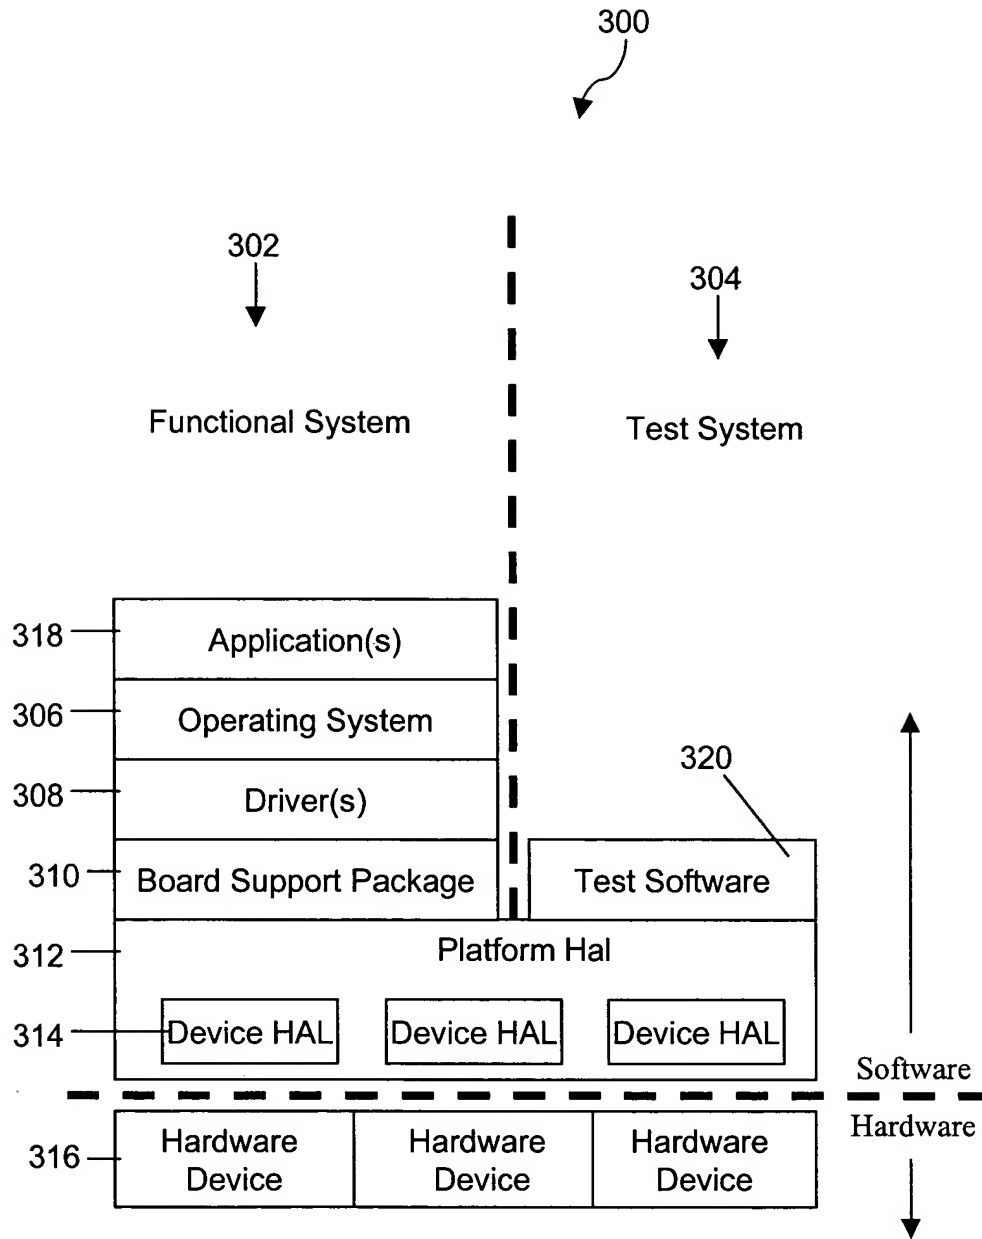 300
302
304
Functional System
Test System
318
Application(s)
306
Operating System
308
Driver(s)
320
310
Board Support Package
Test Software
312
Platform Hal
314
Device HAL
Device HAL
Device HAL
Software
Hardware
316
Hardware
Device
Hardware
Device
Hardware
Device